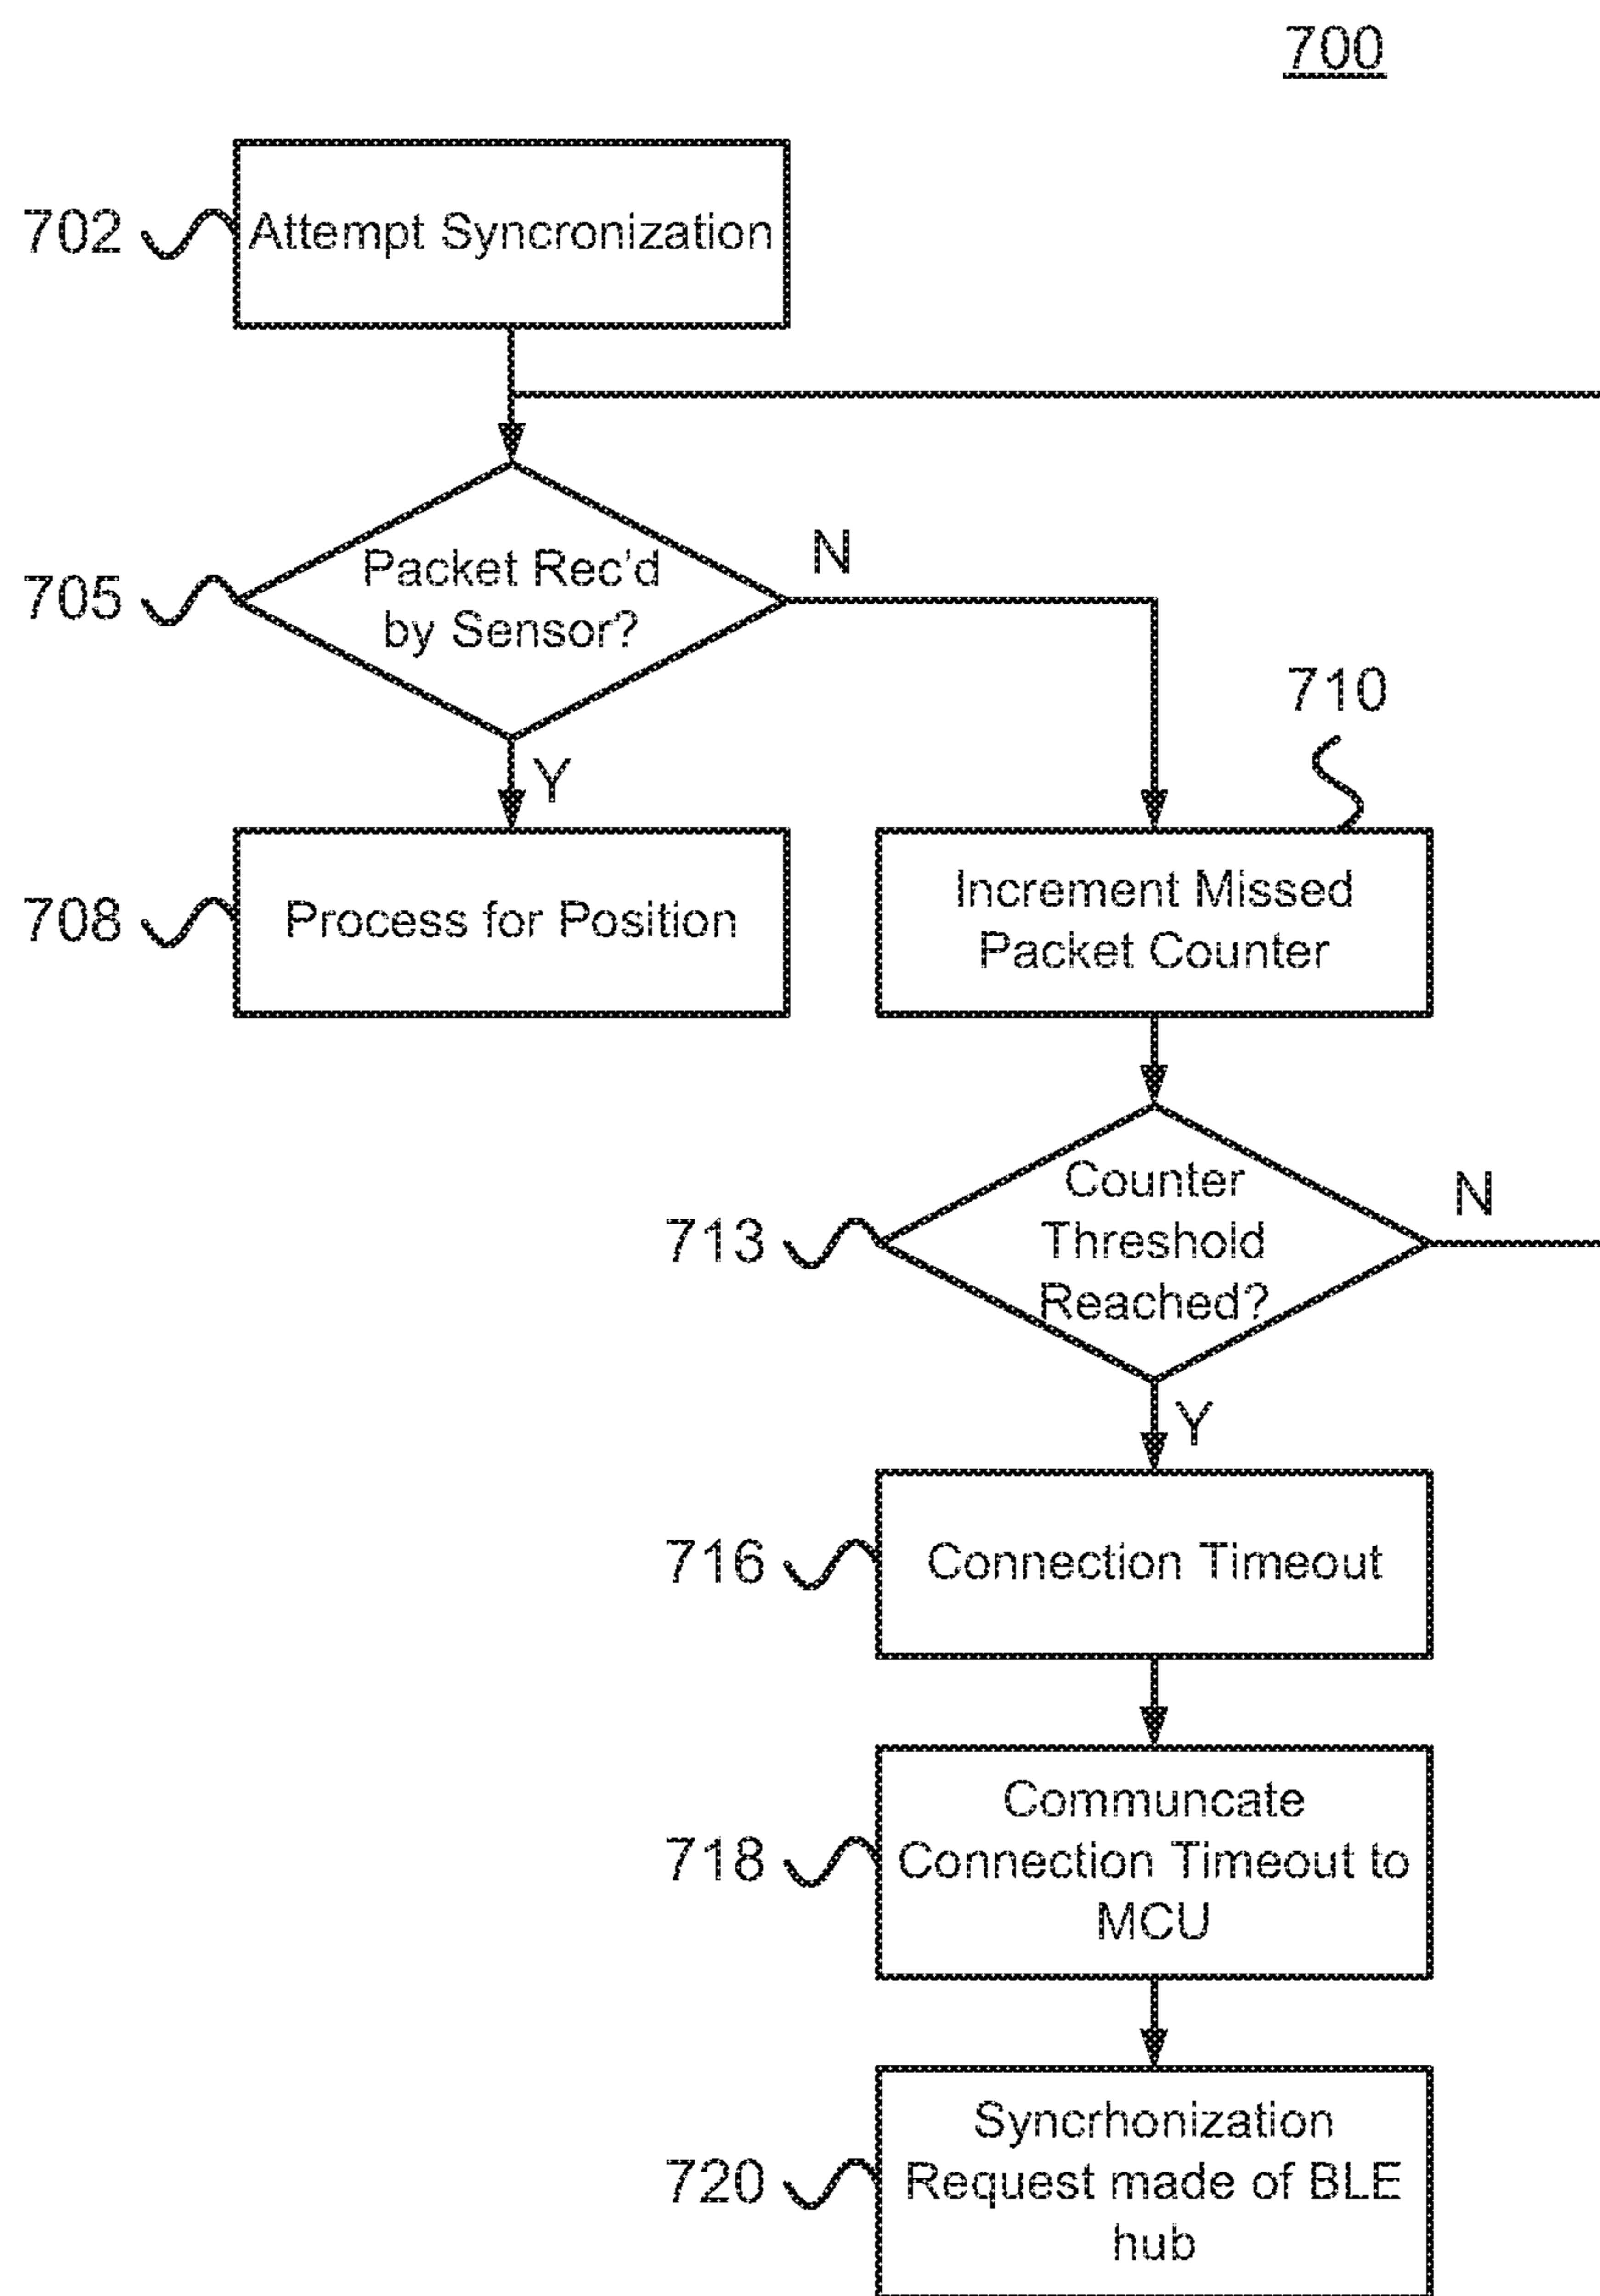 700
702
Attempt Syncronization
705
Packet Rec'd
by Sensor?
N
Y
710
708
Process for Position
Increment Missed
Packet Counter
713
Counter
Threshold
Reached?
N
Y
716
Connection Timeout
718
Communcate
Connection Timeout to
MCU
720
Syncrhonization
Request made of BLE
hub